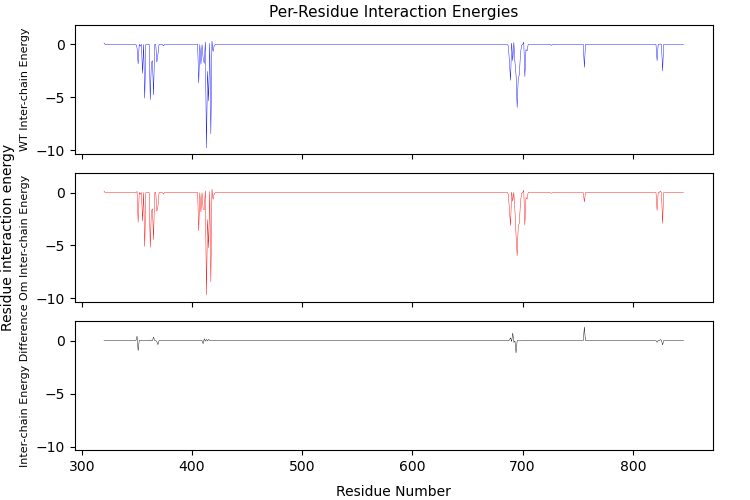 Per-Residue Interaction Energies
Residue interaction energy
WT Inter-chain Energy
0
−5
−10
Om Inter-chain Energy
0
−5
−10
Inter-chain Energy Difference
0
−5
−10
300 400 500 600 700 800
Residue Number